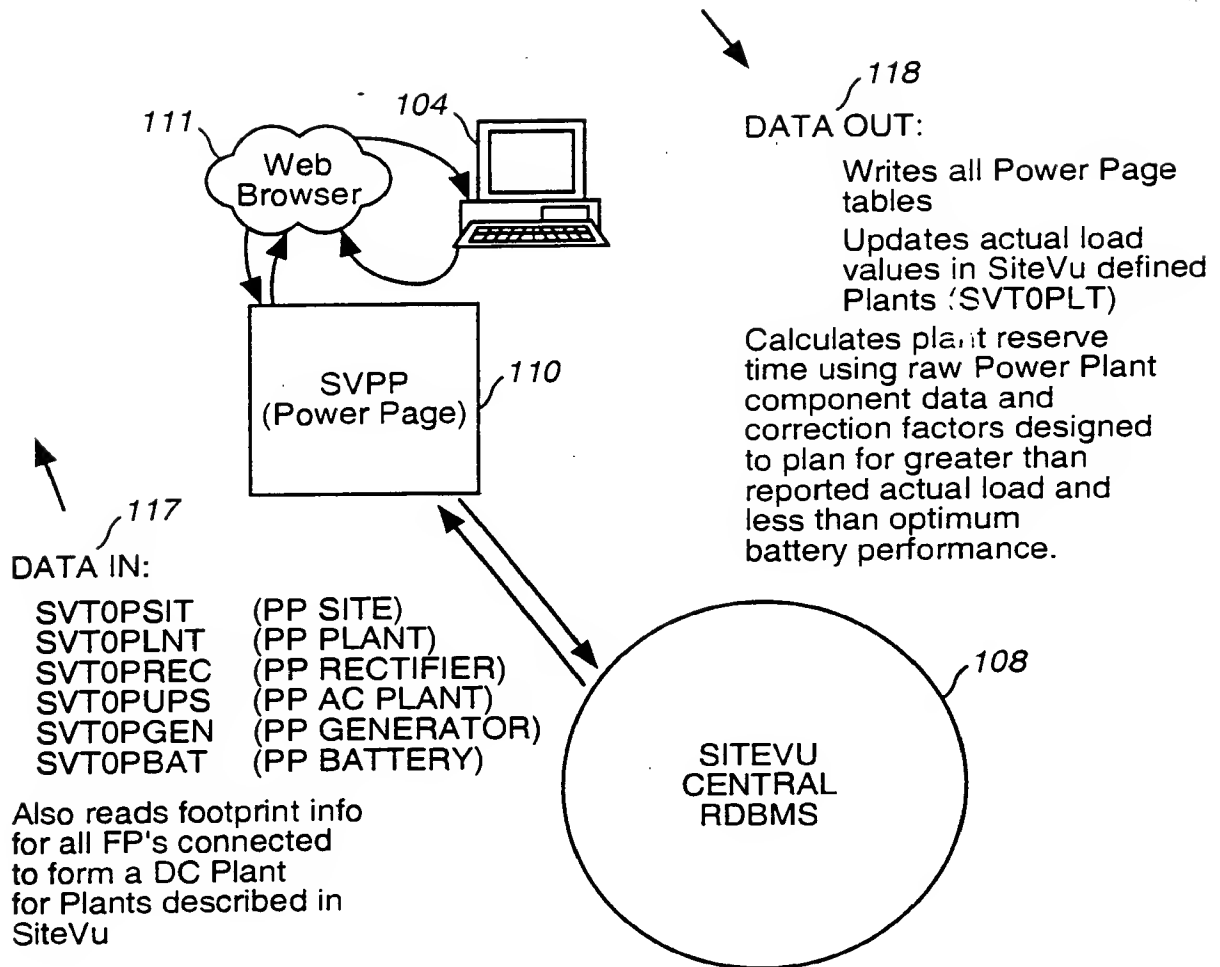 118
DATA OUT:
Writes all Power Page
tables
Updates actual load
values in SiteVu defined
Plants (SVT0PLT)
Calculates plant reserve
time using raw Power Plant
component data and
correction factors designed
to plan for greater than
reported actual load and
less than optimum
battery performance.
111
Web
Browser
104
SVPP
(Power Page)
110
117
DATA IN:
SVT0PSIT (PP SITE)
SVT0PLNT (PP PLANT)
SVT0PREC (PP RECTIFIER)
SVT0PUPS (PP AC PLANT)
SVT0PGEN (PP GENERATOR)
SVT0PBAT (PP BATTERY)
Also reads footprint info
for all FP's connected
to form a DC Plant
for Plants described in
SiteVu
108
SITEVU
CENTRAL
RDBMS